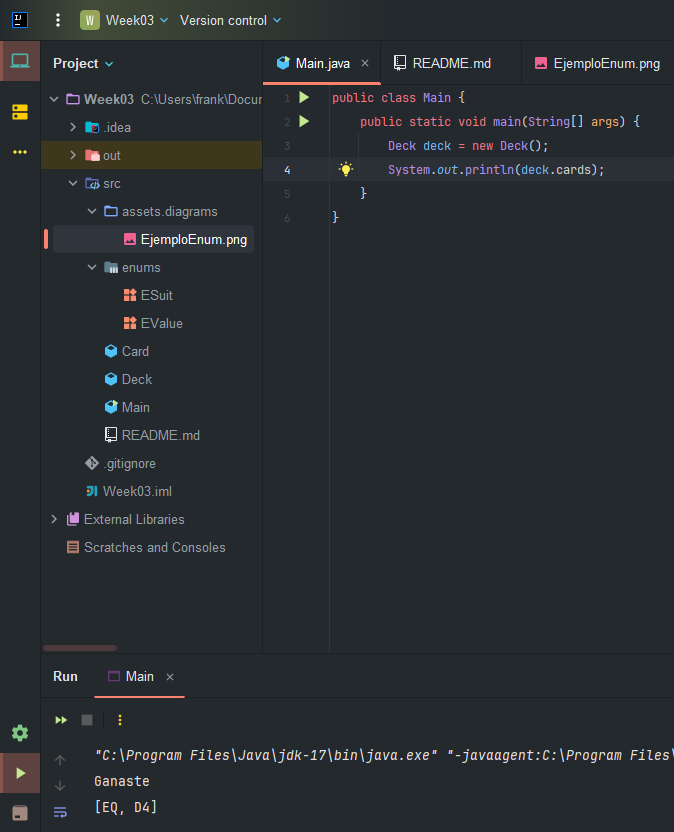 IJ
W Week03 Version control
Project
Main.java
README.md
EjemploEnum.png
Week03 C:\Users\frank\Docur
.idea
out
src
assets.diagrams
EjemploEnum.png
enums
ESuit
EValue
Card
Deck
Main
README.md
.gitignore
Week03.iml
External Libraries
Scratches and Consoles
1 public class Main {
2 public static void main(String[] args) {
3 Deck deck = new Deck();
4 System.out.println(deck.cards);
5 }
6 }
Run Main
"C:\Program Files\Java\jdk-17\bin\java.exe" "-javaagent:C:\Program Files\
Ganaste
[EQ, D4]